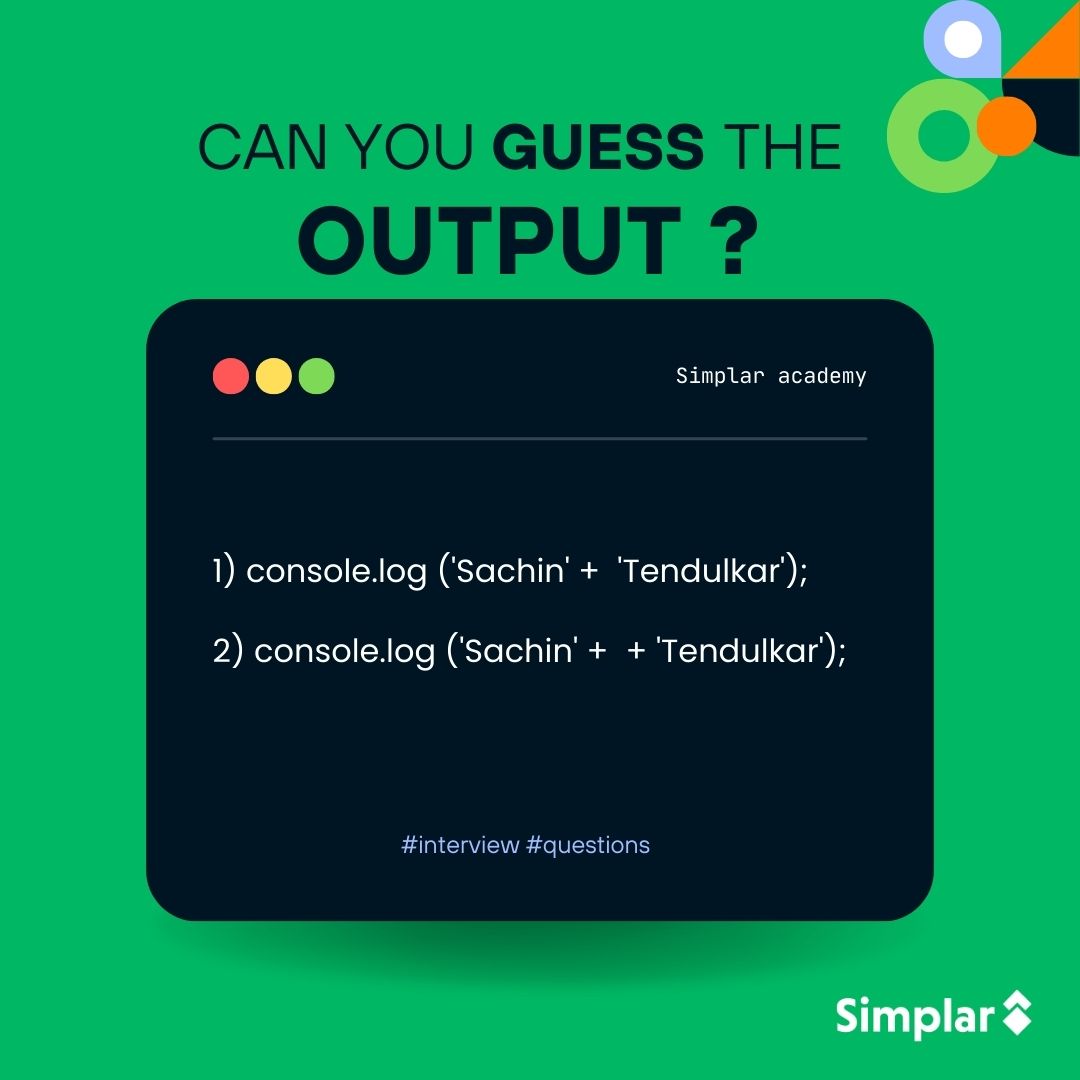 CAN YOU GUESS THE
OUTPUT ?
Simplar academy
1) console.log ('Sachin' +  'Tendulkar');
2) console.log ('Sachin' +  + 'Tendulkar');
#interview #questions
Simplar